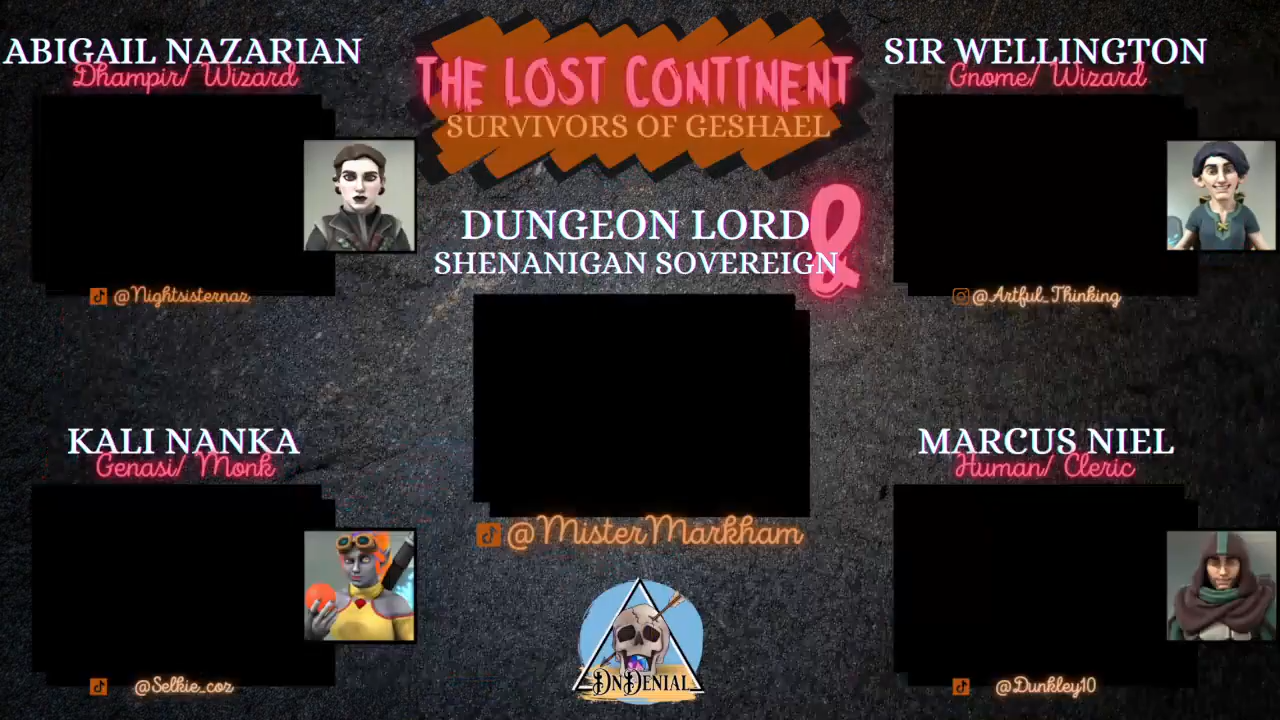 ABIGAIL NAZARIAN
Dhampir/ Wizard
@Nightsisternaz
THE LOST CONTINENT
SURVIVORS OF GESHAEL
DUNGEON LORD
&
SHENANIGAN SOVEREIGN
@MisterMarkham
SIR WELLINGTON
Gnome/ Wizard
@Artful_Thinking
KALI NANKA
Genasi/ Monk
@Selkie_cor
MARCUS NIEL
Human/ Cleric
@Dunkley10
DNDENIAL